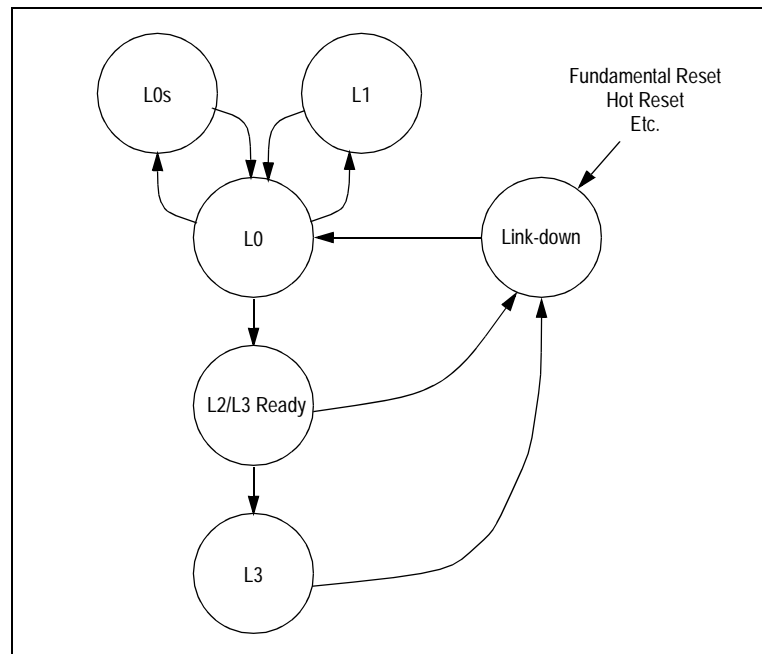 L0s
L1
Fundamental Reset
Hot Reset
Etc.
L0
Link-down
L2/L3 Ready
L3